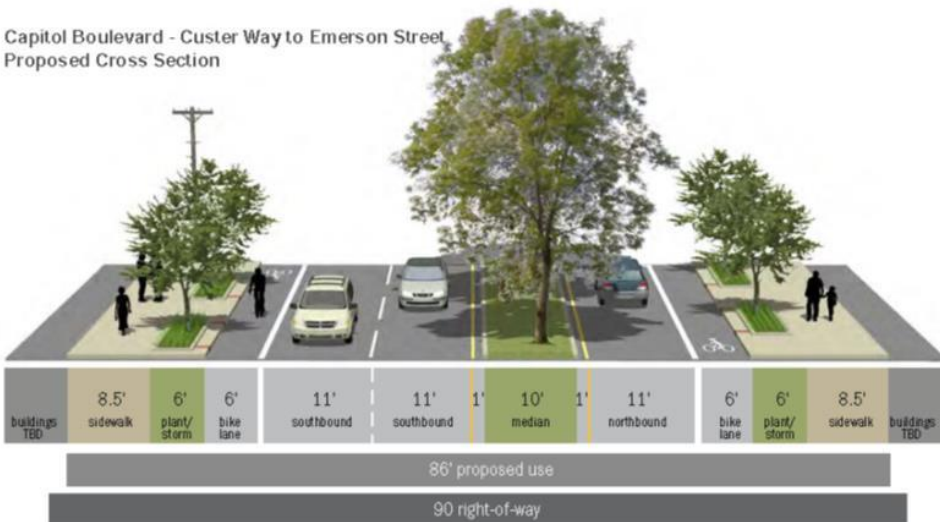 Capitol Boulevard - Custer Way to Emerson Street
Proposed Cross Section
buildings
TBD
8.5'
sidewalk
6'
plant/
storm
6'
bike
lane
11'
southbound
11'
southbound
1'
10'
median
1'
11'
northbound
6'
bike
lane
6'
plant/
storm
8.5'
sidewalk
buildings
TBD
86' proposed use
90 right-of-way